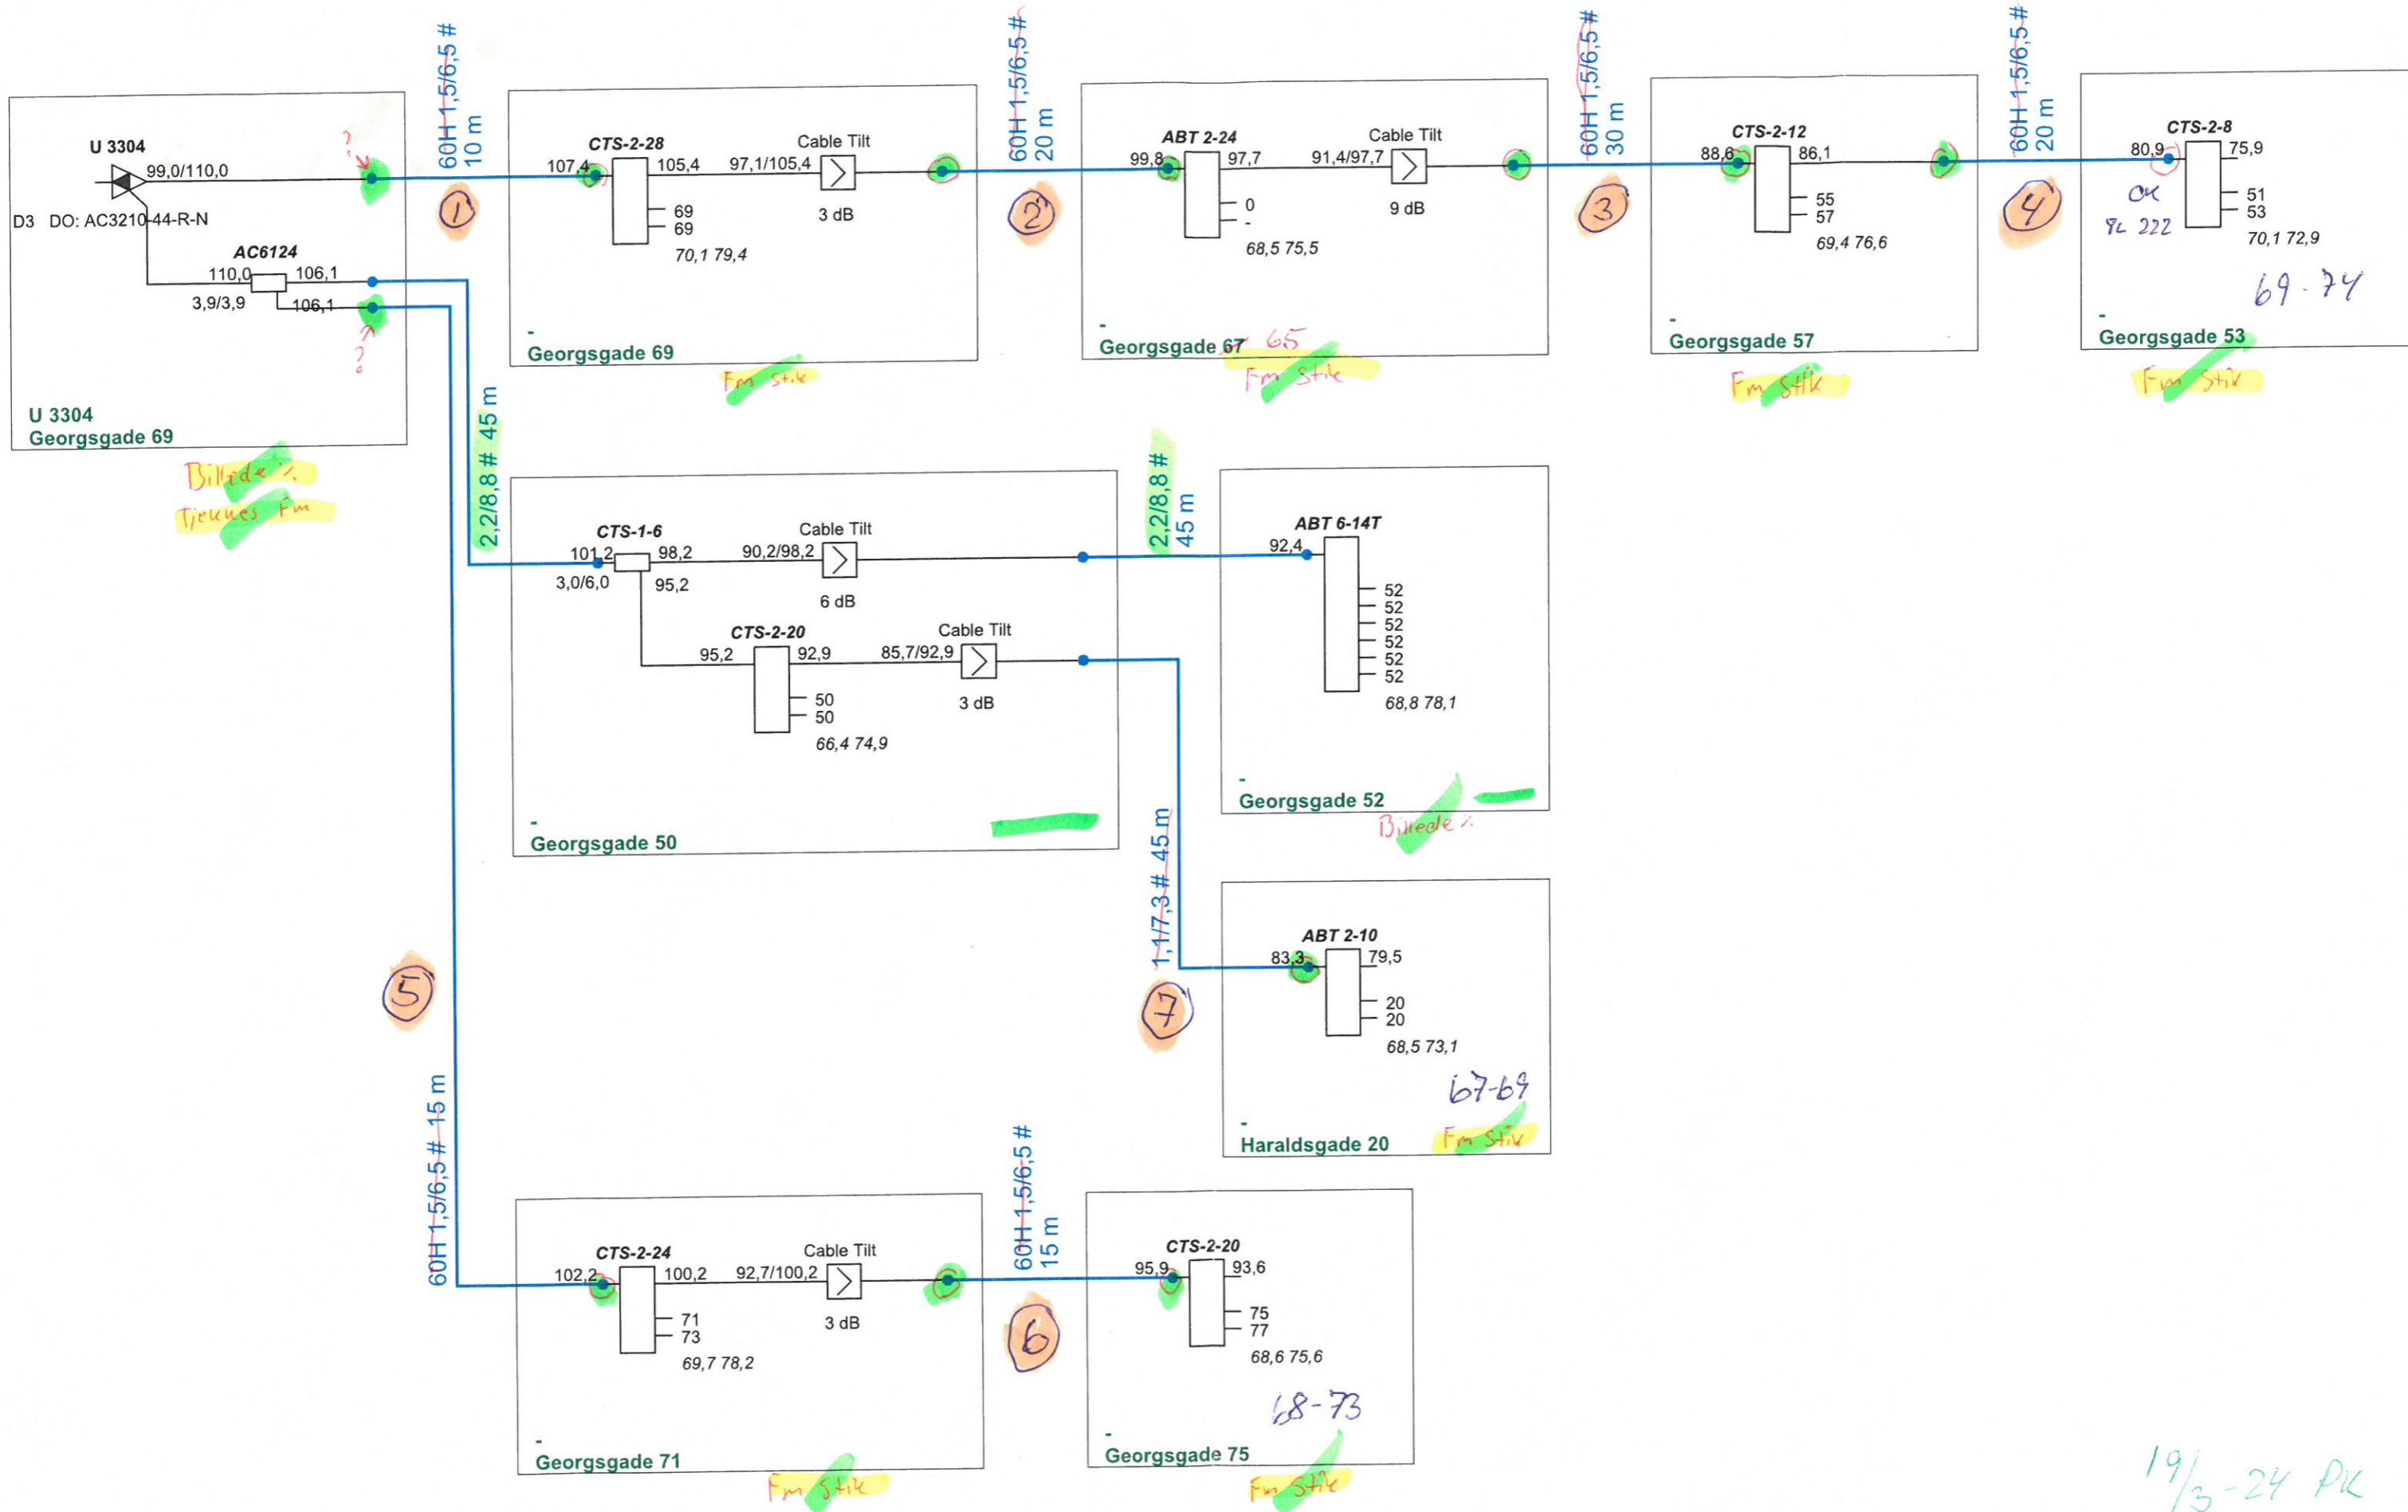 U 3304
99,0/110,0
D3 DO: AC3210-44-R-N
AC6124
110,0
106,1
3,9/3,9
106,1
?
?
U 3304
Georgsgade 69
Billede ٪
Tjekkes Fm
60H 1,5/6,5 #
10 m
1
CTS-2-28
107,4
105,4
97,1/105,4
Cable Tilt
3 dB
69
69
70,1 79,4
-
Georgsgade 69
Fm Stik
60H 1,5/6,5 #
20 m
2
ABT 2-24
99,8
97,7
91,4/97,7
Cable Tilt
9 dB
0
-
68,5 75,5
-
Georgsgade 67
65
Fm Stik
60H 1,5/6,5 #
30 m
3
CTS-2-12
88,6
86,1
55
57
69,4 76,6
-
Georgsgade 57
Fm Stik
60H 1,5/6,5 #
20 m
4
CTS-2-8
80,9
75,9
OK
222
51
53
70,1 72,9
69-74
-
Georgsgade 53
Fm Stik
2,2/8,8 # 45 m
CTS-1-6
101,2
98,2
90,2/98,2
Cable Tilt
3,0/6,0
95,2
6 dB
CTS-2-20
95,2
92,9
85,7/92,9
Cable Tilt
3 dB
50
50
66,4 74,9
-
Georgsgade 50
2,2/8,8 #
45 m
ABT 6-14T
92,4
52
52
52
52
52
52
68,8 78,1
-
Georgsgade 52
Billede ٪
1,1/7,3 # 45 m
7
ABT 2-10
83,3
79,5
20
20
68,5 73,1
67-69
-
Haraldsgade 20
Fm Stik
5
60H 1,5/6,5 # 15 m
CTS-2-24
102,2
100,2
92,7/100,2
Cable Tilt
3 dB
71
73
69,7 78,2
-
Georgsgade 71
Fm Stik
60H 1,5/6,5 #
15 m
6
CTS-2-20
95,9
93,6
75
77
68,6 75,6
68-73
-
Georgsgade 75
Fm Stik
19/3-24 PK